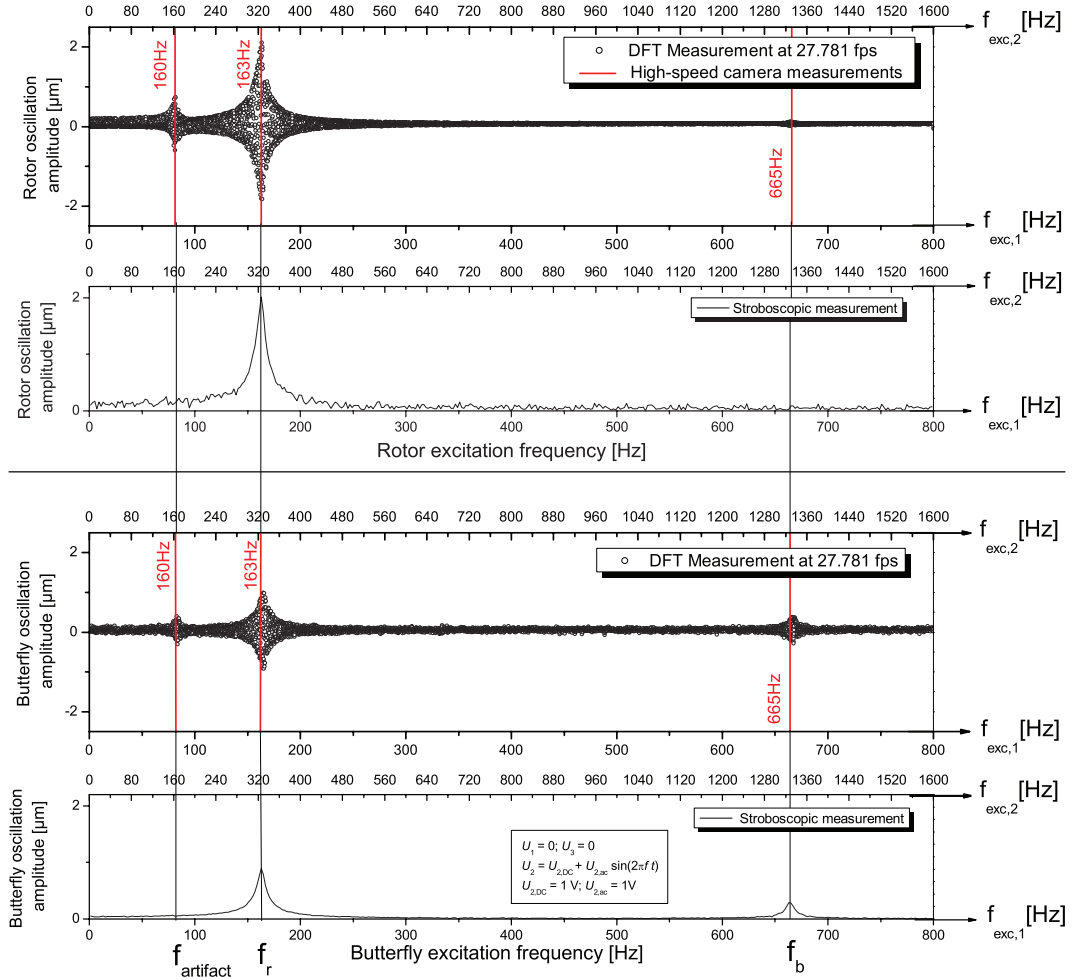 0 80 160 240 320 400 480 560 640 720 800 880 960 1040 1120 1200 1280 1360 1440 1520 1600
f exc,2 [Hz]
2
0
-2
Rotor oscillation
amplitude [µm]
160Hz
163Hz
665Hz
DFT Measurement at 27.781 fps
High-speed camera measurements
0 100 200 300 400 500 600 700 800
f exc,1 [Hz]
0 80 160 240 320 400 480 560 640 720 800 880 960 1040 1120 1200 1280 1360 1440 1520 1600
f exc,2 [Hz]
2
0
Rotor oscillation
amplitude [µm]
Stroboscopic measurement
0 100 200 300 400 500 600 700 800
f exc,1 [Hz]
Rotor excitation frequency [Hz]
0 80 160 240 320 400 480 560 640 720 800 880 960 1040 1120 1200 1280 1360 1440 1520 1600
f exc,2 [Hz]
2
0
-2
Butterfly oscillation
amplitude [µm]
160Hz
163Hz
665Hz
DFT Measurement at 27.781 fps
0 100 200 300 400 500 600 700 800
f exc,1 [Hz]
0 80 160 240 320 400 480 560 640 720 800 880 960 1040 1120 1200 1280 1360 1440 1520 1600
f exc,2 [Hz]
2
0
Butterfly oscillation
amplitude [µm]
Stroboscopic measurement
U1 = 0; U3 = 0
U2 = U2,DC + U2,ac sin(2πf t)
U2,DC = 1 V; U2,ac = 1V
0 100 200 300 400 500 600 700 800
f exc,1 [Hz]
Butterfly excitation frequency [Hz]
f artifact
f r
f b